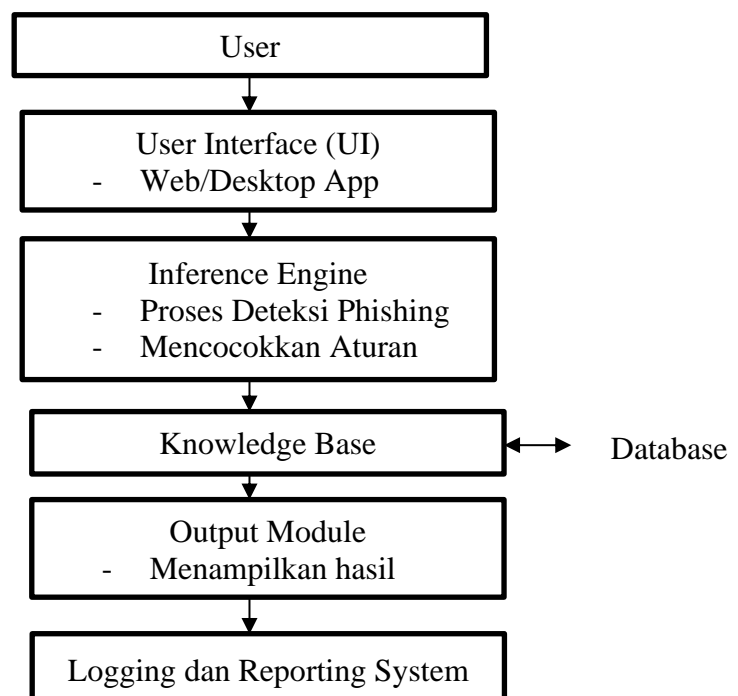 User
User Interface (UI)
- Web/Desktop App
Inference Engine
- Proses Deteksi Phishing
- Mencocokkan Aturan
Knowledge Base
Database
Output Module
- Menampilkan hasil
Logging dan Reporting System